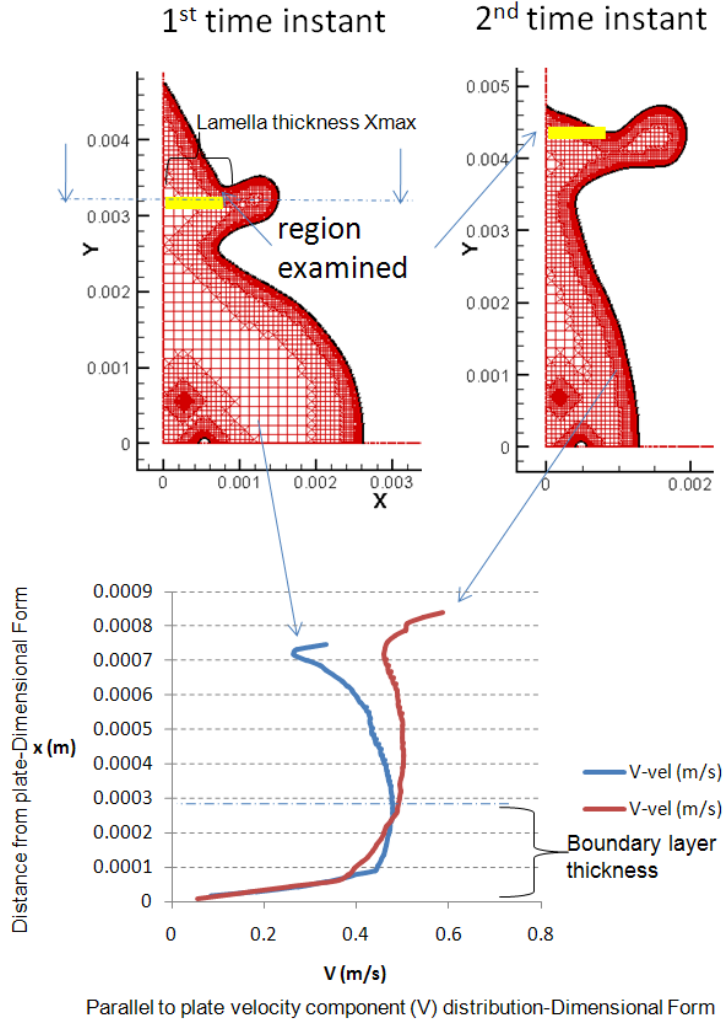 1st time instant
2nd time instant
Lamella thickness Xmax
region
examined
Y
0.004
0.003
0.002
0.001
0
0
0.001
0.002
0.003
X
Y
0.005
0.004
0.003
0.002
0.001
0
0
0.002
Distance from plate-Dimensional Form
x (m)
0.0009
0.0008
0.0007
0.0006
0.0005
0.0004
0.0003
0.0002
0.0001
0
0
0.2
0.4
0.6
0.8
V-vel (m/s)
V-vel (m/s)
Boundary layer
thickness
V (m/s)
Parallel to plate velocity component (V) distribution-Dimensional Form